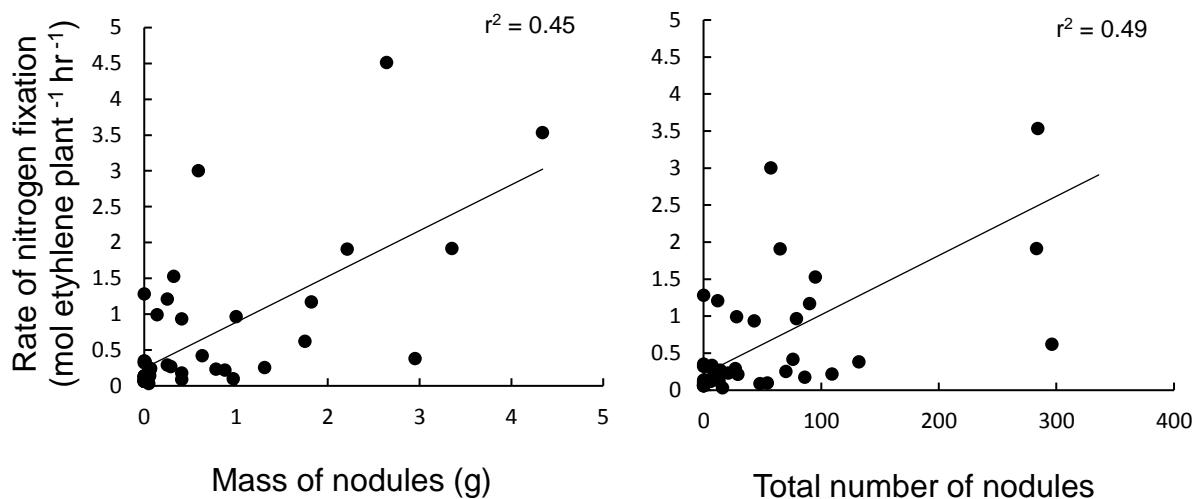 Rate of nitrogen fixation
(mol etyhlene plant ⁻¹ hr ⁻¹)
r² = 0.45
5
4.5
4
3.5
3
2.5
2
1.5
1
0.5
0
0 1 2 3 4 5
Mass of nodules (g)
r² = 0.49
5
4.5
4
3.5
3
2.5
2
1.5
1
0.5
0
0 100 200 300 400
Total number of nodules